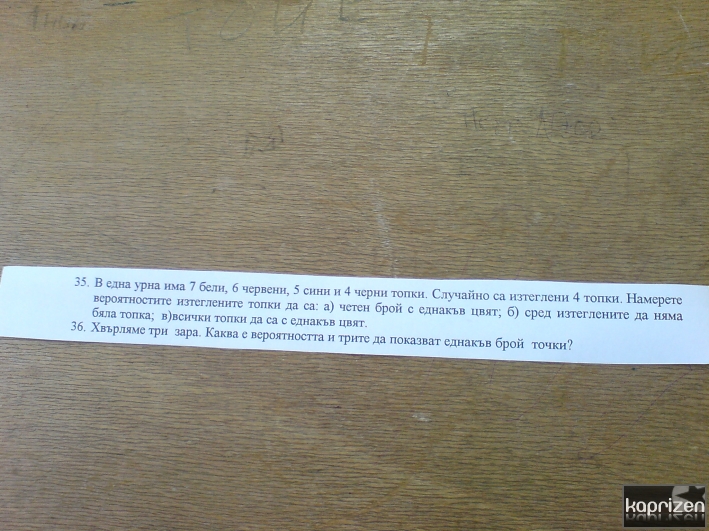 35. В една урна има 7 бели, 6 червени, 5 сини и 4 черни топки. Случайно са изтеглени 4 топки. Намерете
вероятностите изтеглените топки да са: а) четен брой с еднакъв цвят; б) сред изтеглените да няма
бяла топка; в)всички топки да са с еднакъв цвят.
36. Хвърляме три зара. Каква е вероятността и трите да показват еднакъв брой точки?
kaprizen